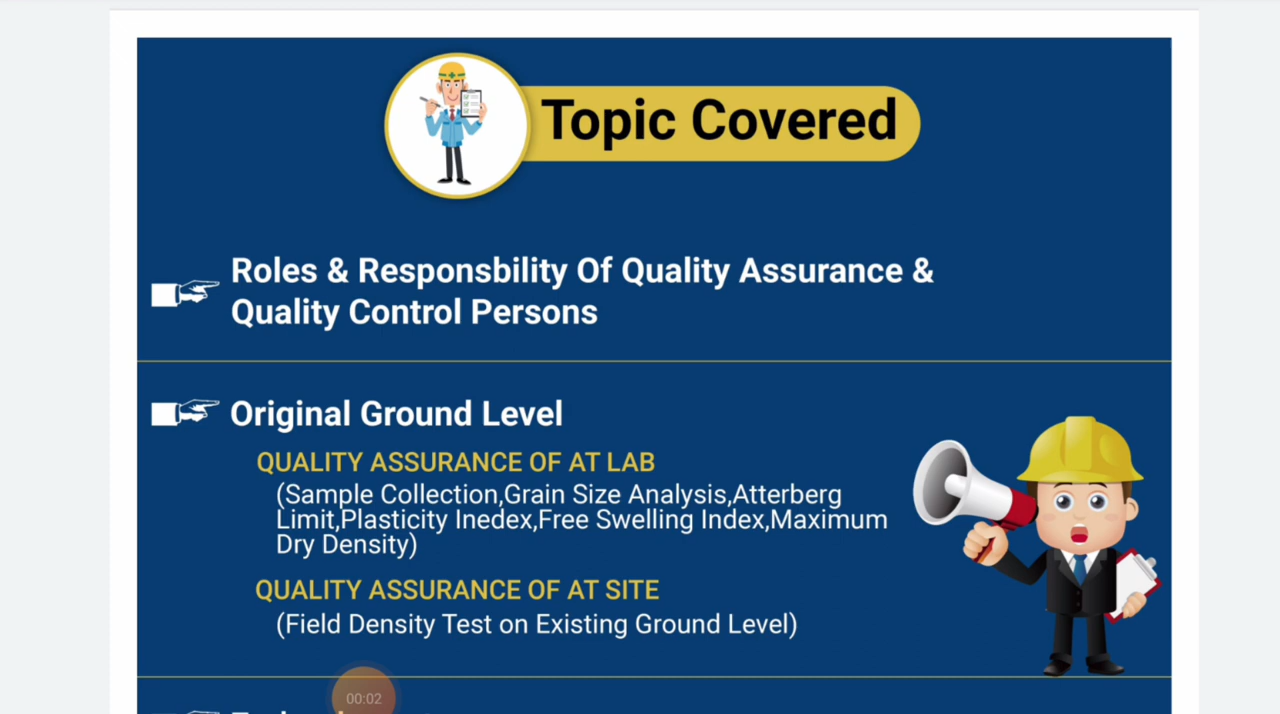 Topic Covered
Roles & Responsbility Of Quality Assurance &
Quality Control Persons
Original Ground Level
QUALITY ASSURANCE OF AT LAB
(Sample Collection,Grain Size Analysis,Atterberg
Limit,Plasticity Inedex,Free Swelling Index,Maximum
Dry Density)
QUALITY ASSURANCE OF AT SITE
(Field Density Test on Existing Ground Level)
00:02